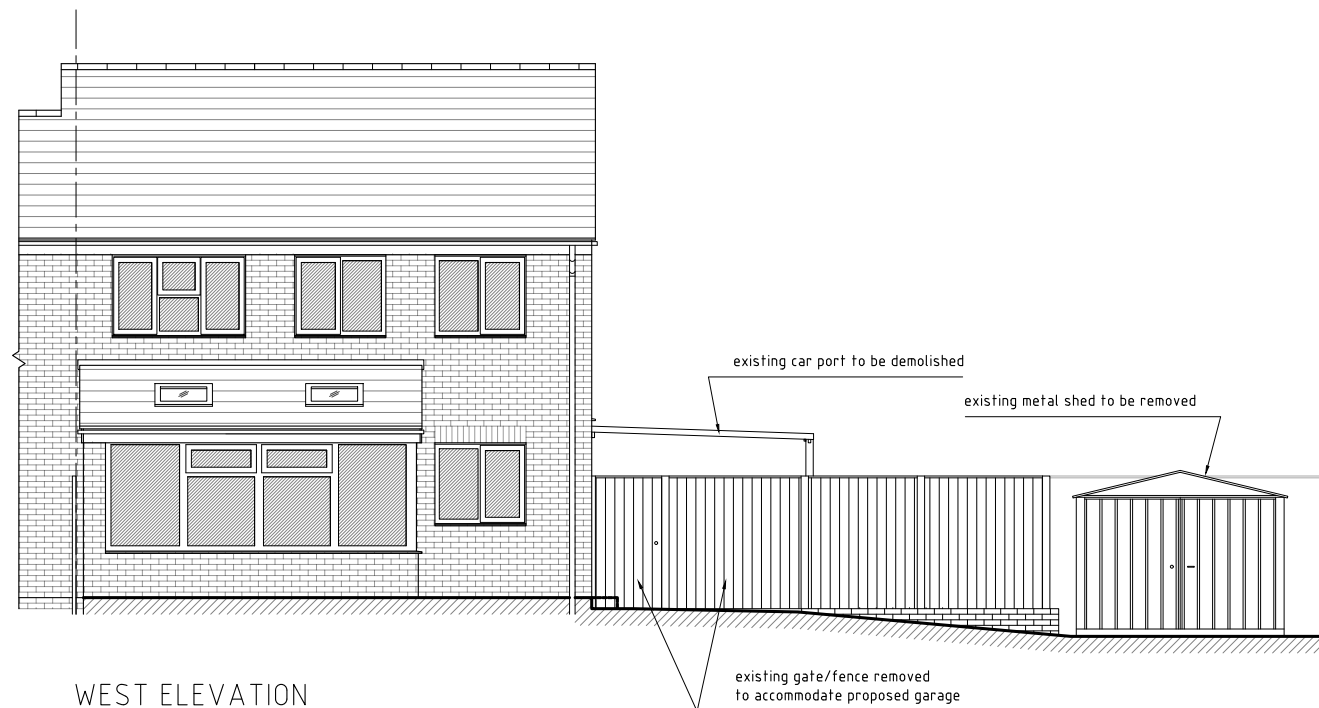 existing car port to be demolished
existing metal shed to be removed
existing gate/fence removed
to accommodate proposed garage
WEST ELEVATION